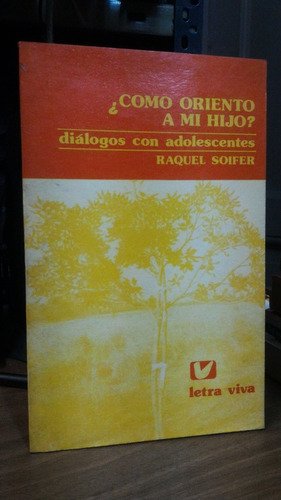 ¿COMO ORIENTO
A MI HIJO?
diálogos con adolescentes
RAQUEL SOIFER
letra viva